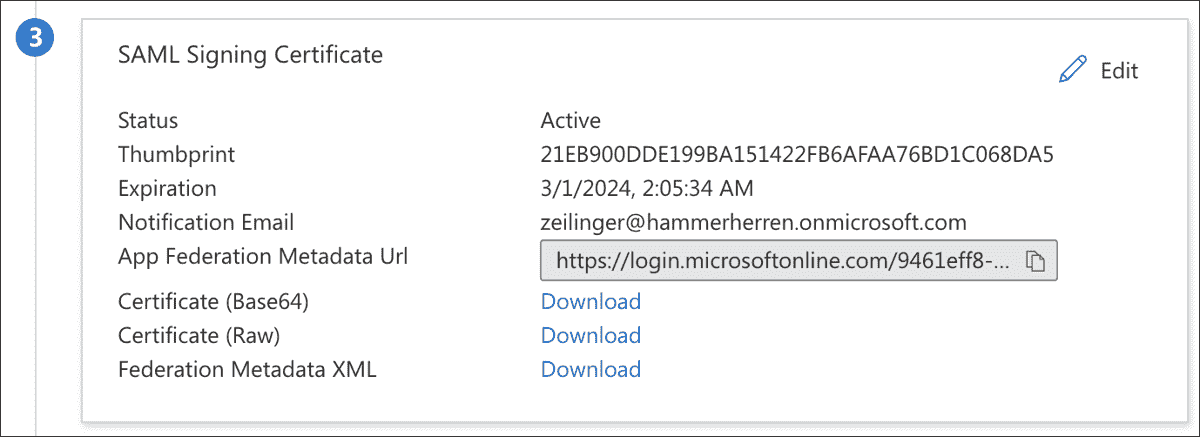 3
SAML Signing Certificate
Edit
Status Active
Thumbprint 21EB900DDE199BA151422FB6AFAA76BD1C068DA5
Expiration 3/1/2024, 2:05:34 AM
Notification Email zeilinger@hammerherren.onmicrosoft.com
App Federation Metadata Url https://login.microsoftonline.com/9461eff8-...
Certificate (Base64) Download
Certificate (Raw) Download
Federation Metadata XML Download